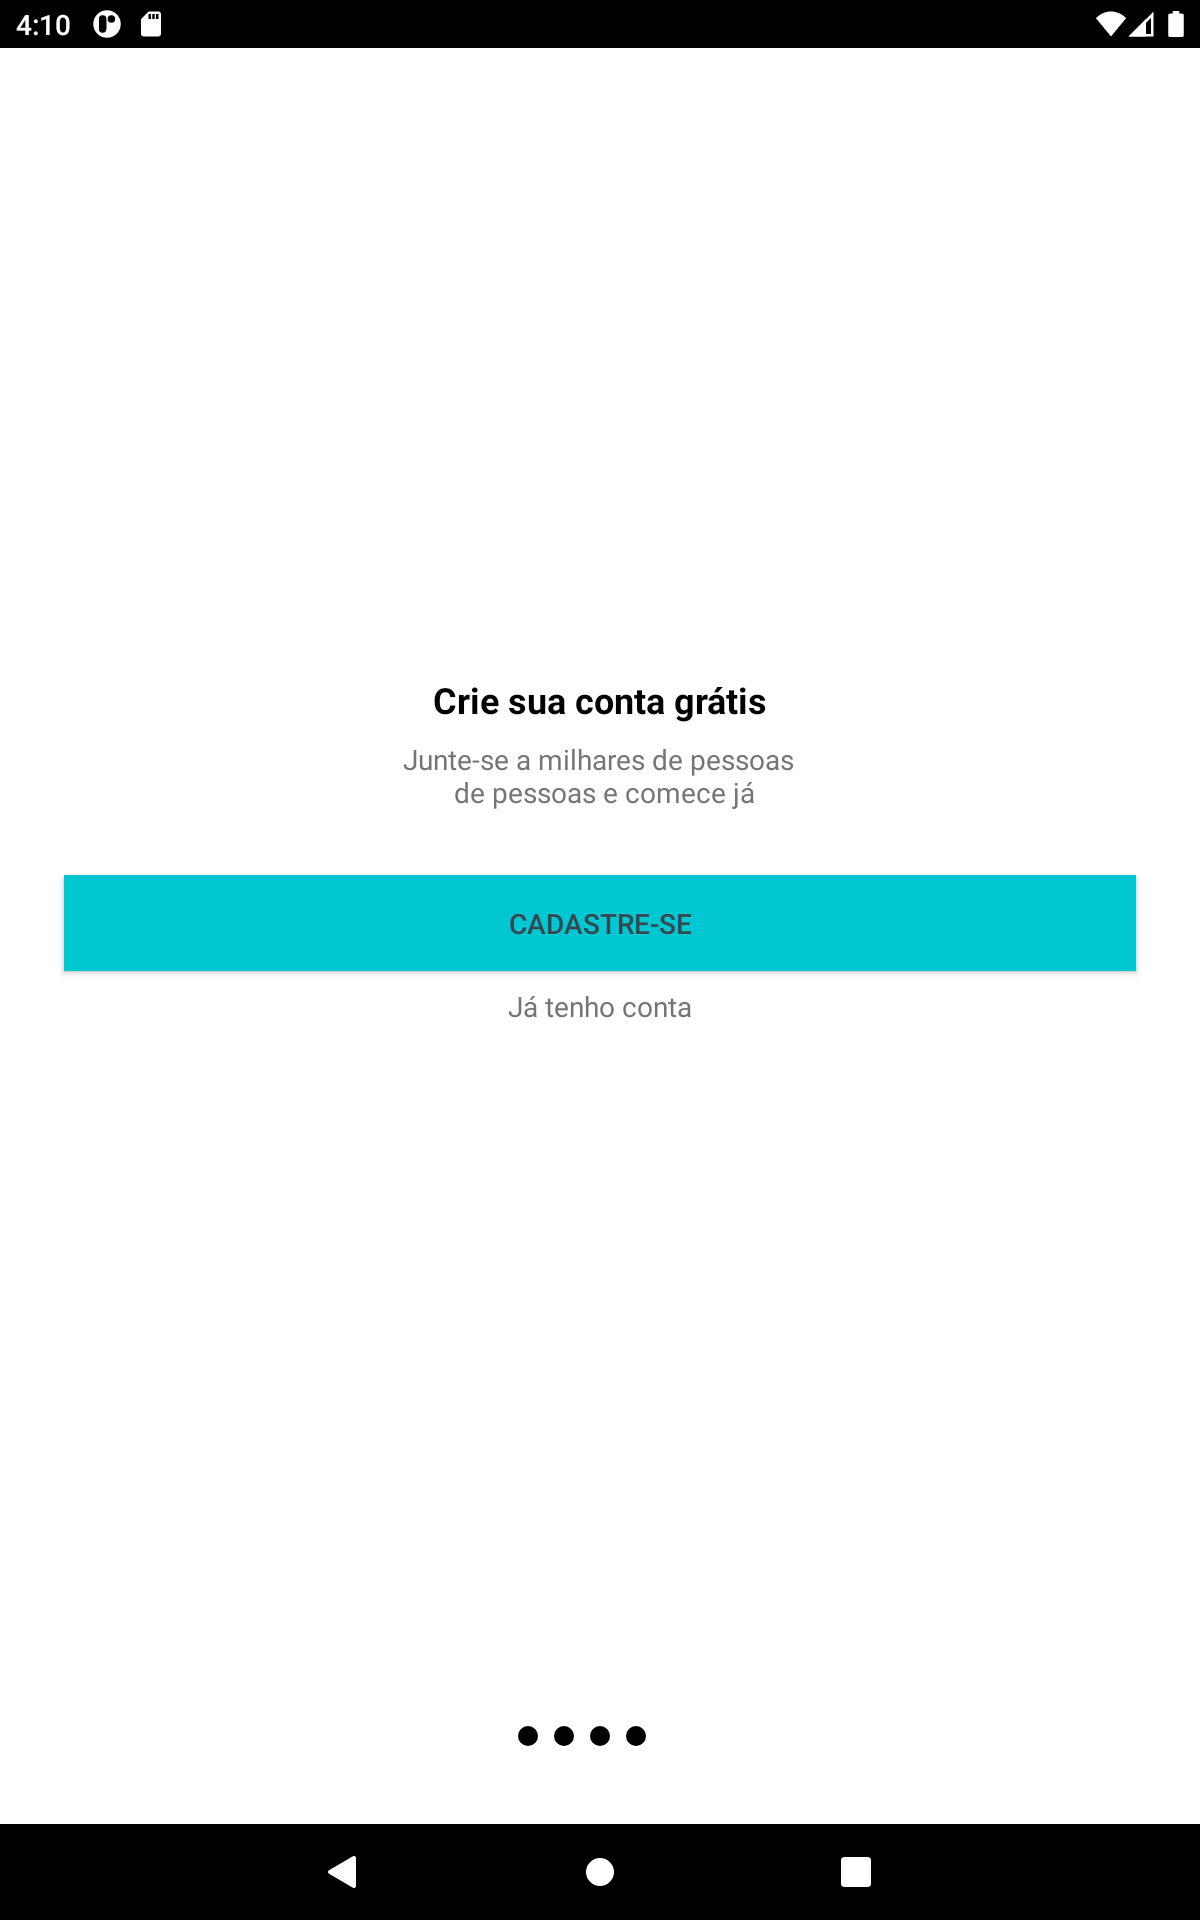 4:10
Crie sua conta grátis
Junte-se a milhares de pessoas
de pessoas e comece já
CADASTRE-SE
Já tenho conta